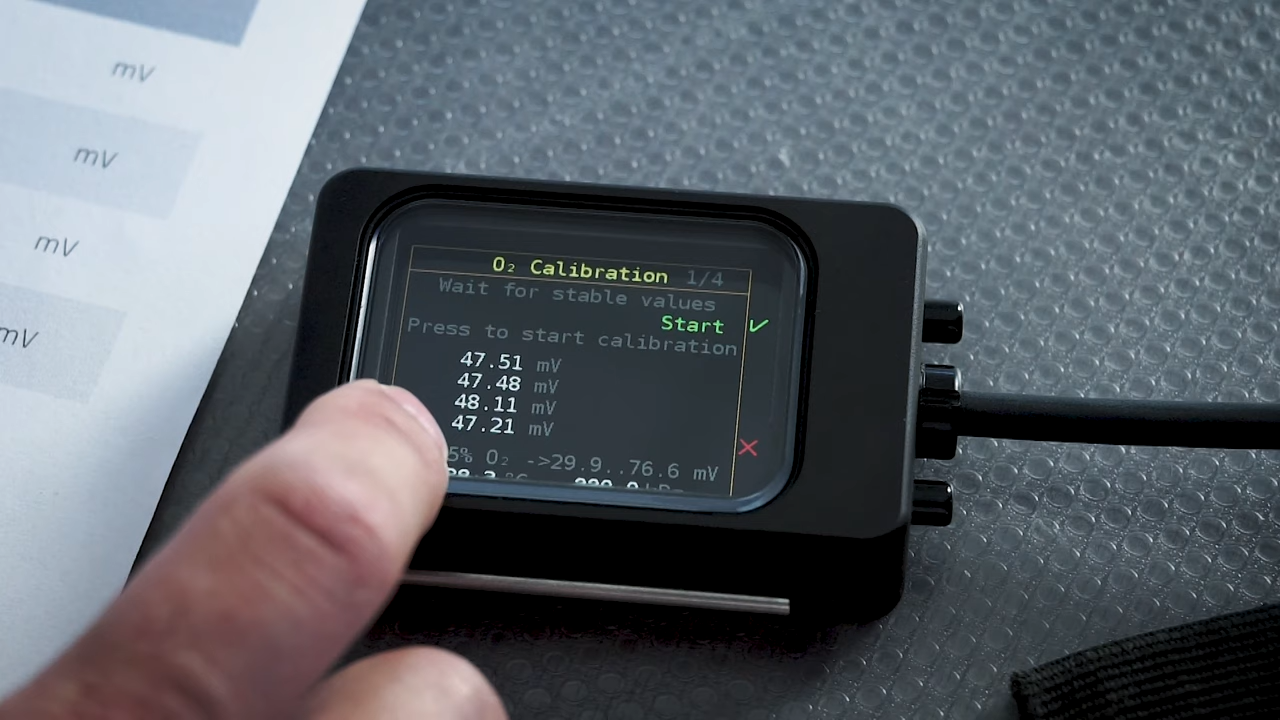 mV
mV
mV
mV
O₂ Calibration 1/4
Wait for stable values
Start ✓
Press to start calibration
47.51 mV
47.48 mV
48.11 mV
47.21 mV
5% O₂ ->29.9..76.6 mV